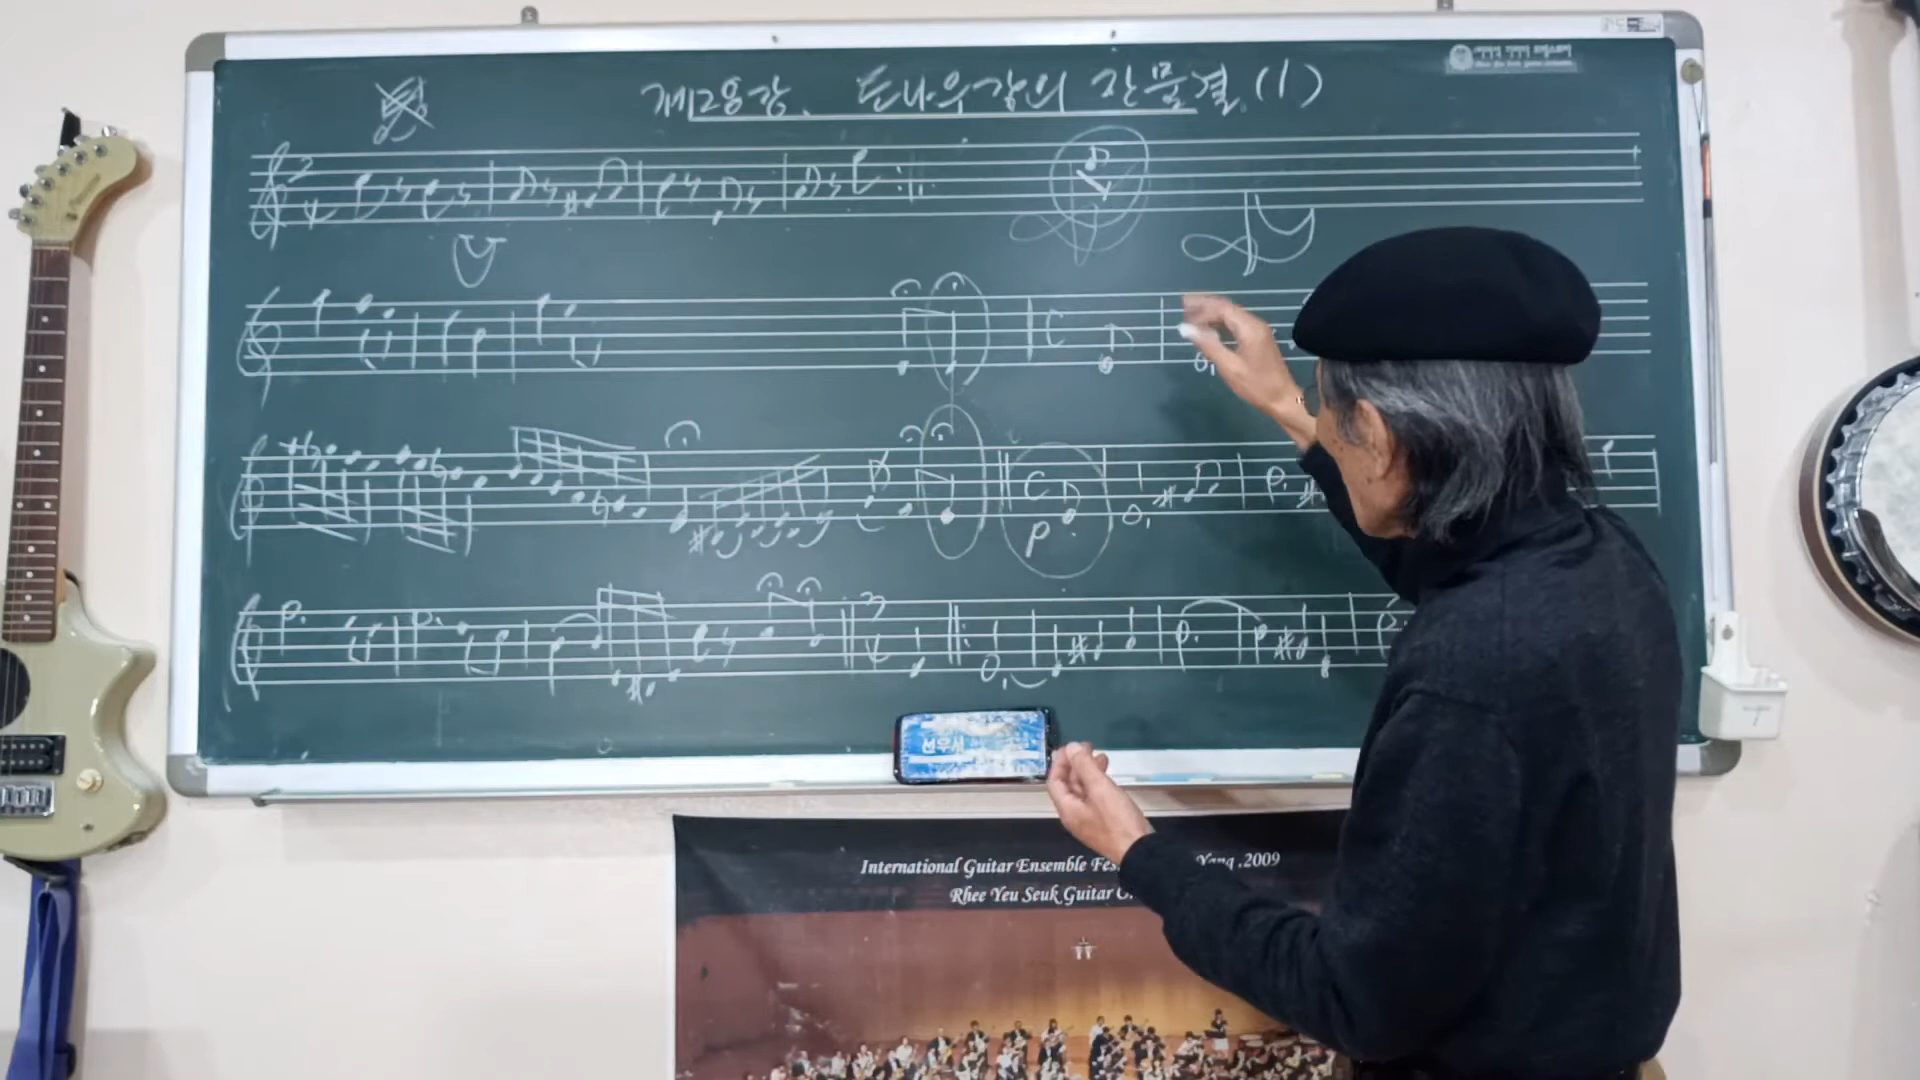 제28강. 도나우강의 잔물결 (1)
International Guitar Ensemble Fes Yang ,2009
Rhee Yeu Seuk Guitar O